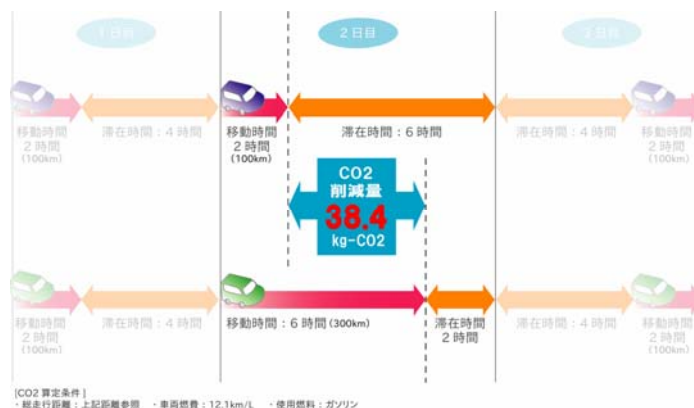 1日目
2日目
3日目
移動時間
2時間
(100km)
滞在時間:4時間
移動時間
2時間
(100km)
滞在時間:6時間
滞在時間:4時間
移動時間
2時間
(100km)
CO2
削減量
38.4
kg-CO2
移動時間
2時間
(100km)
滞在時間:4時間
移動時間:6時間(300km)
滞在時間
2時間
滞在時間:4時間
移動時間
2時間
(100km)
[CO2 算定条件]
・総走行距離:上記距離参照 ・車両燃費:12.1km/L ・使用燃料:ガソリン